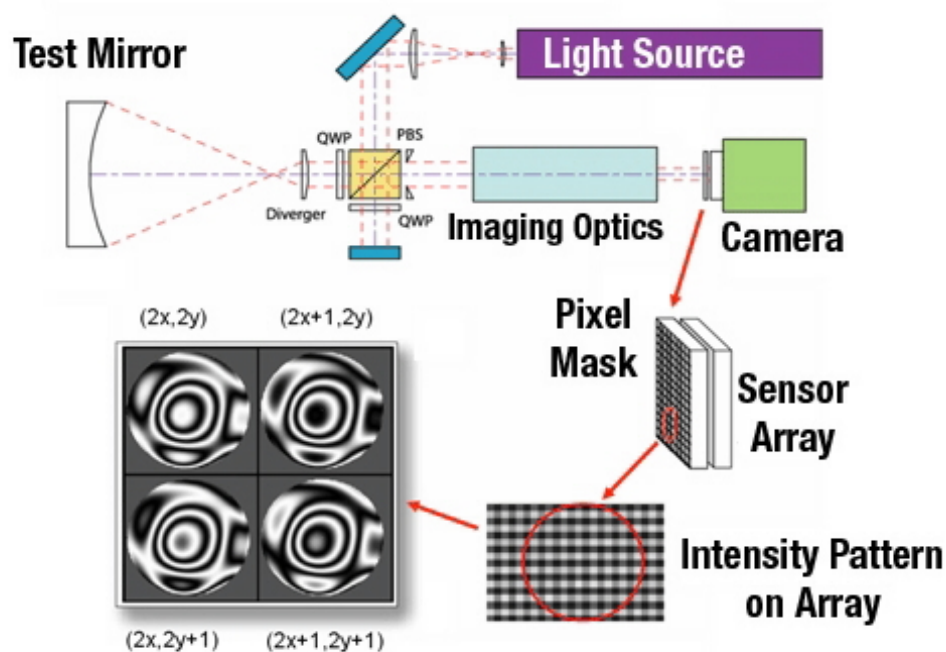 Test Mirror
Light Source
QWP
PBS
Diverger
QWP
Imaging Optics
Camera
(2x,2y)
(2x+1,2y)
Pixel
Mask
Sensor
Array
Intensity Pattern
on Array
(2x,2y+1)
(2x+1,2y+1)